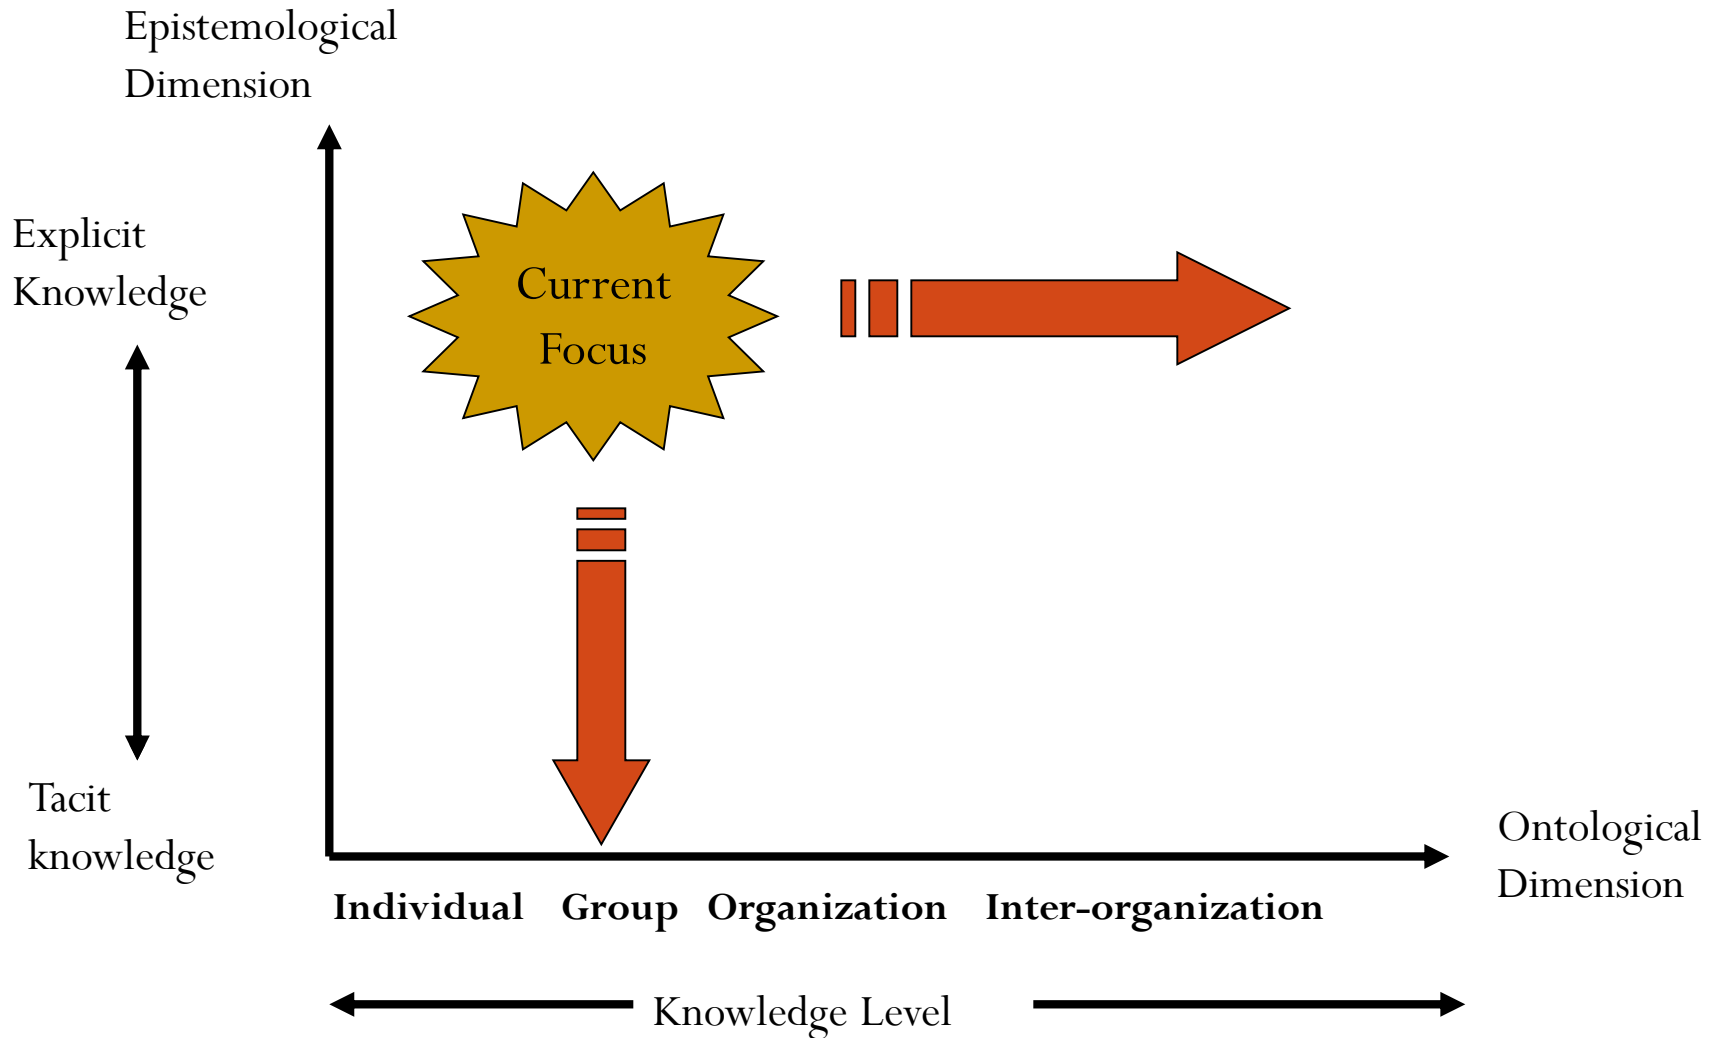 Epistemological
Dimension
Explicit
Knowledge
Current
Focus
Tacit
knowledge
Ontological
Dimension
Individual Group Organization Inter-organization
Knowledge Level